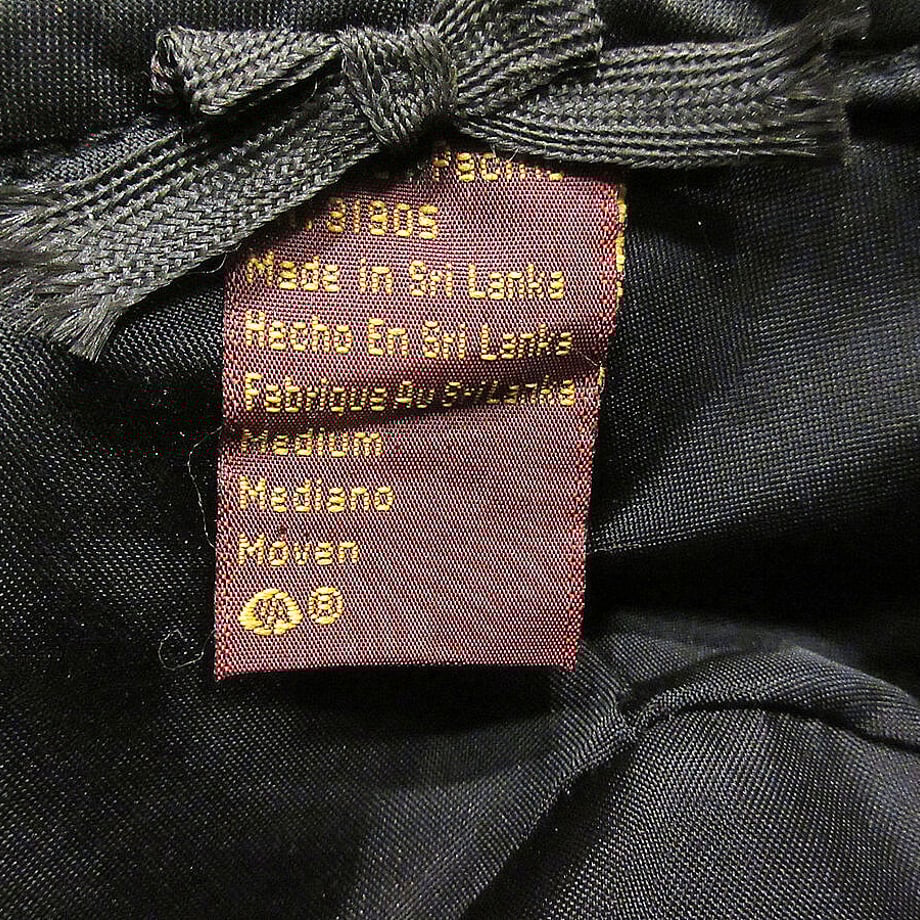 Made In Sri Lanka
Hecho En Sri Lanka
Fabrique Au Sri Lanka
Medium
Mediano
Moyen
®